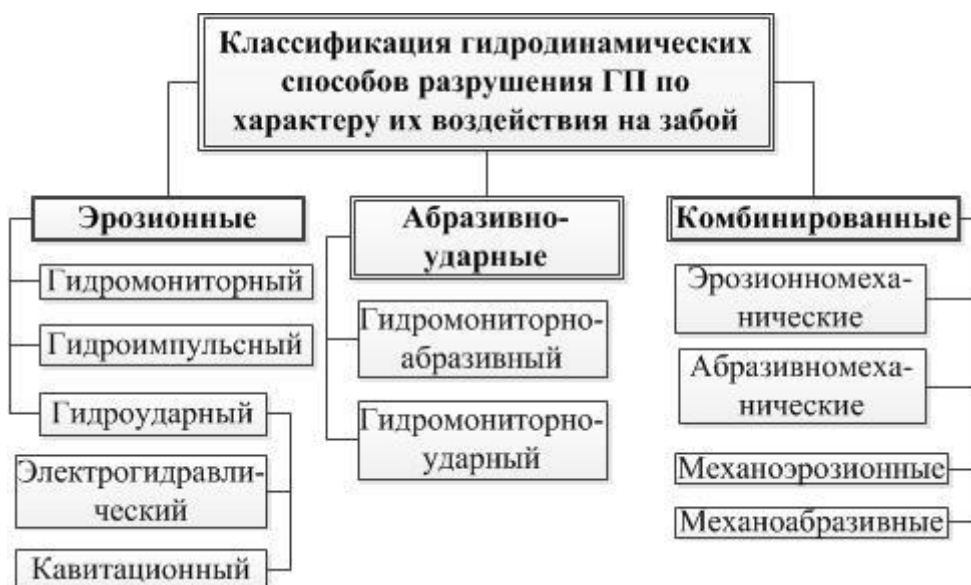 Классификация гидродинамических
способов разрушения ГП по
характеру их воздействия на забой
Эрозионные
Гидромониторный
Гидроимпульсный
Гидроударный
Электрогидравли-
ческий
Кавитационный
Абразивно-
ударные
Гидромониторно-
абразивный
Гидромониторно-
ударный
Комбинированные
Эрозионномеха-
нические
Абразивномеха-
нические
Механоэрозионные
Механоабразивные